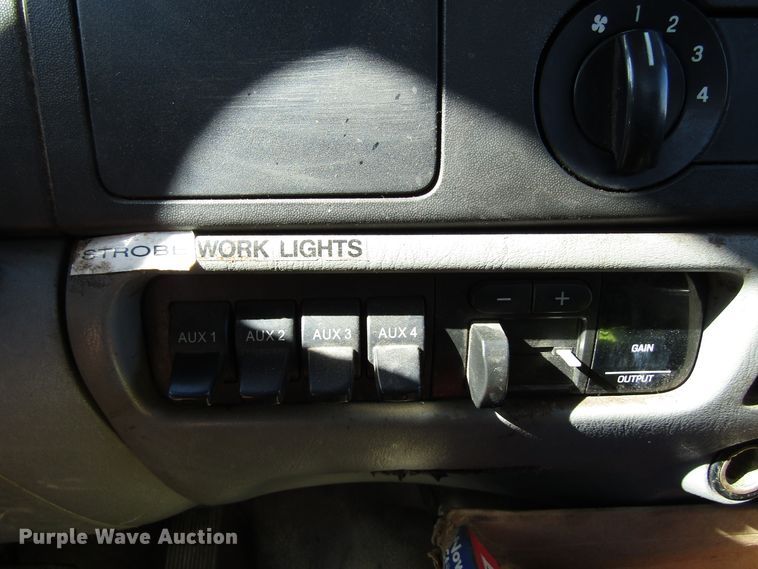 1 2 3 4
STROBE WORK LIGHTS
AUX 1 AUX 2 AUX 3 AUX 4
- +
GAIN
OUTPUT
Purple Wave Auction